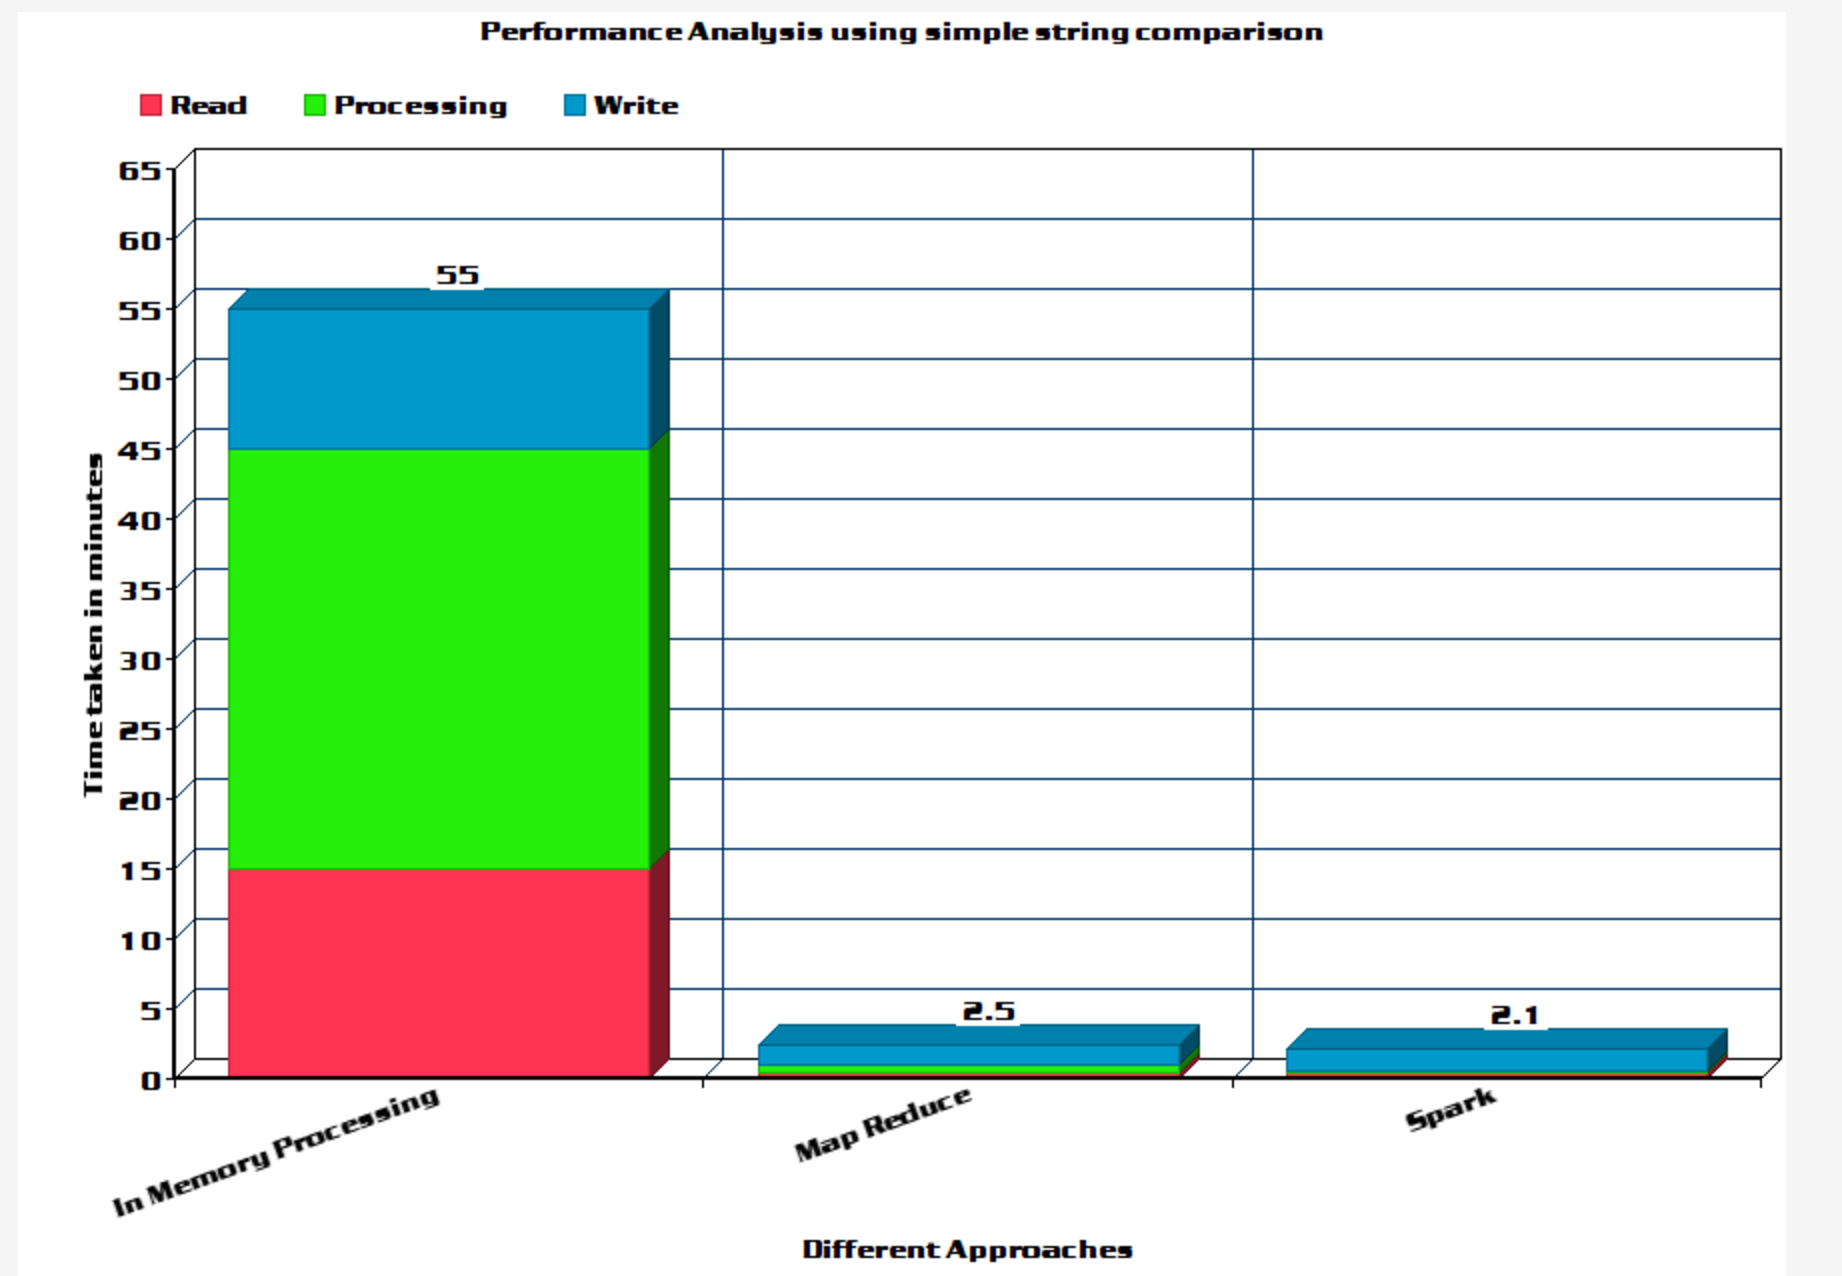 Performance Analysis using simple string comparison
Read Processing Write
65
60
55
50
45
40
35
30
25
20
15
10
5
0
Time taken in minutes
55
2.5
2.1
In Memory Processing
Map Reduce
Spark
Different Approaches